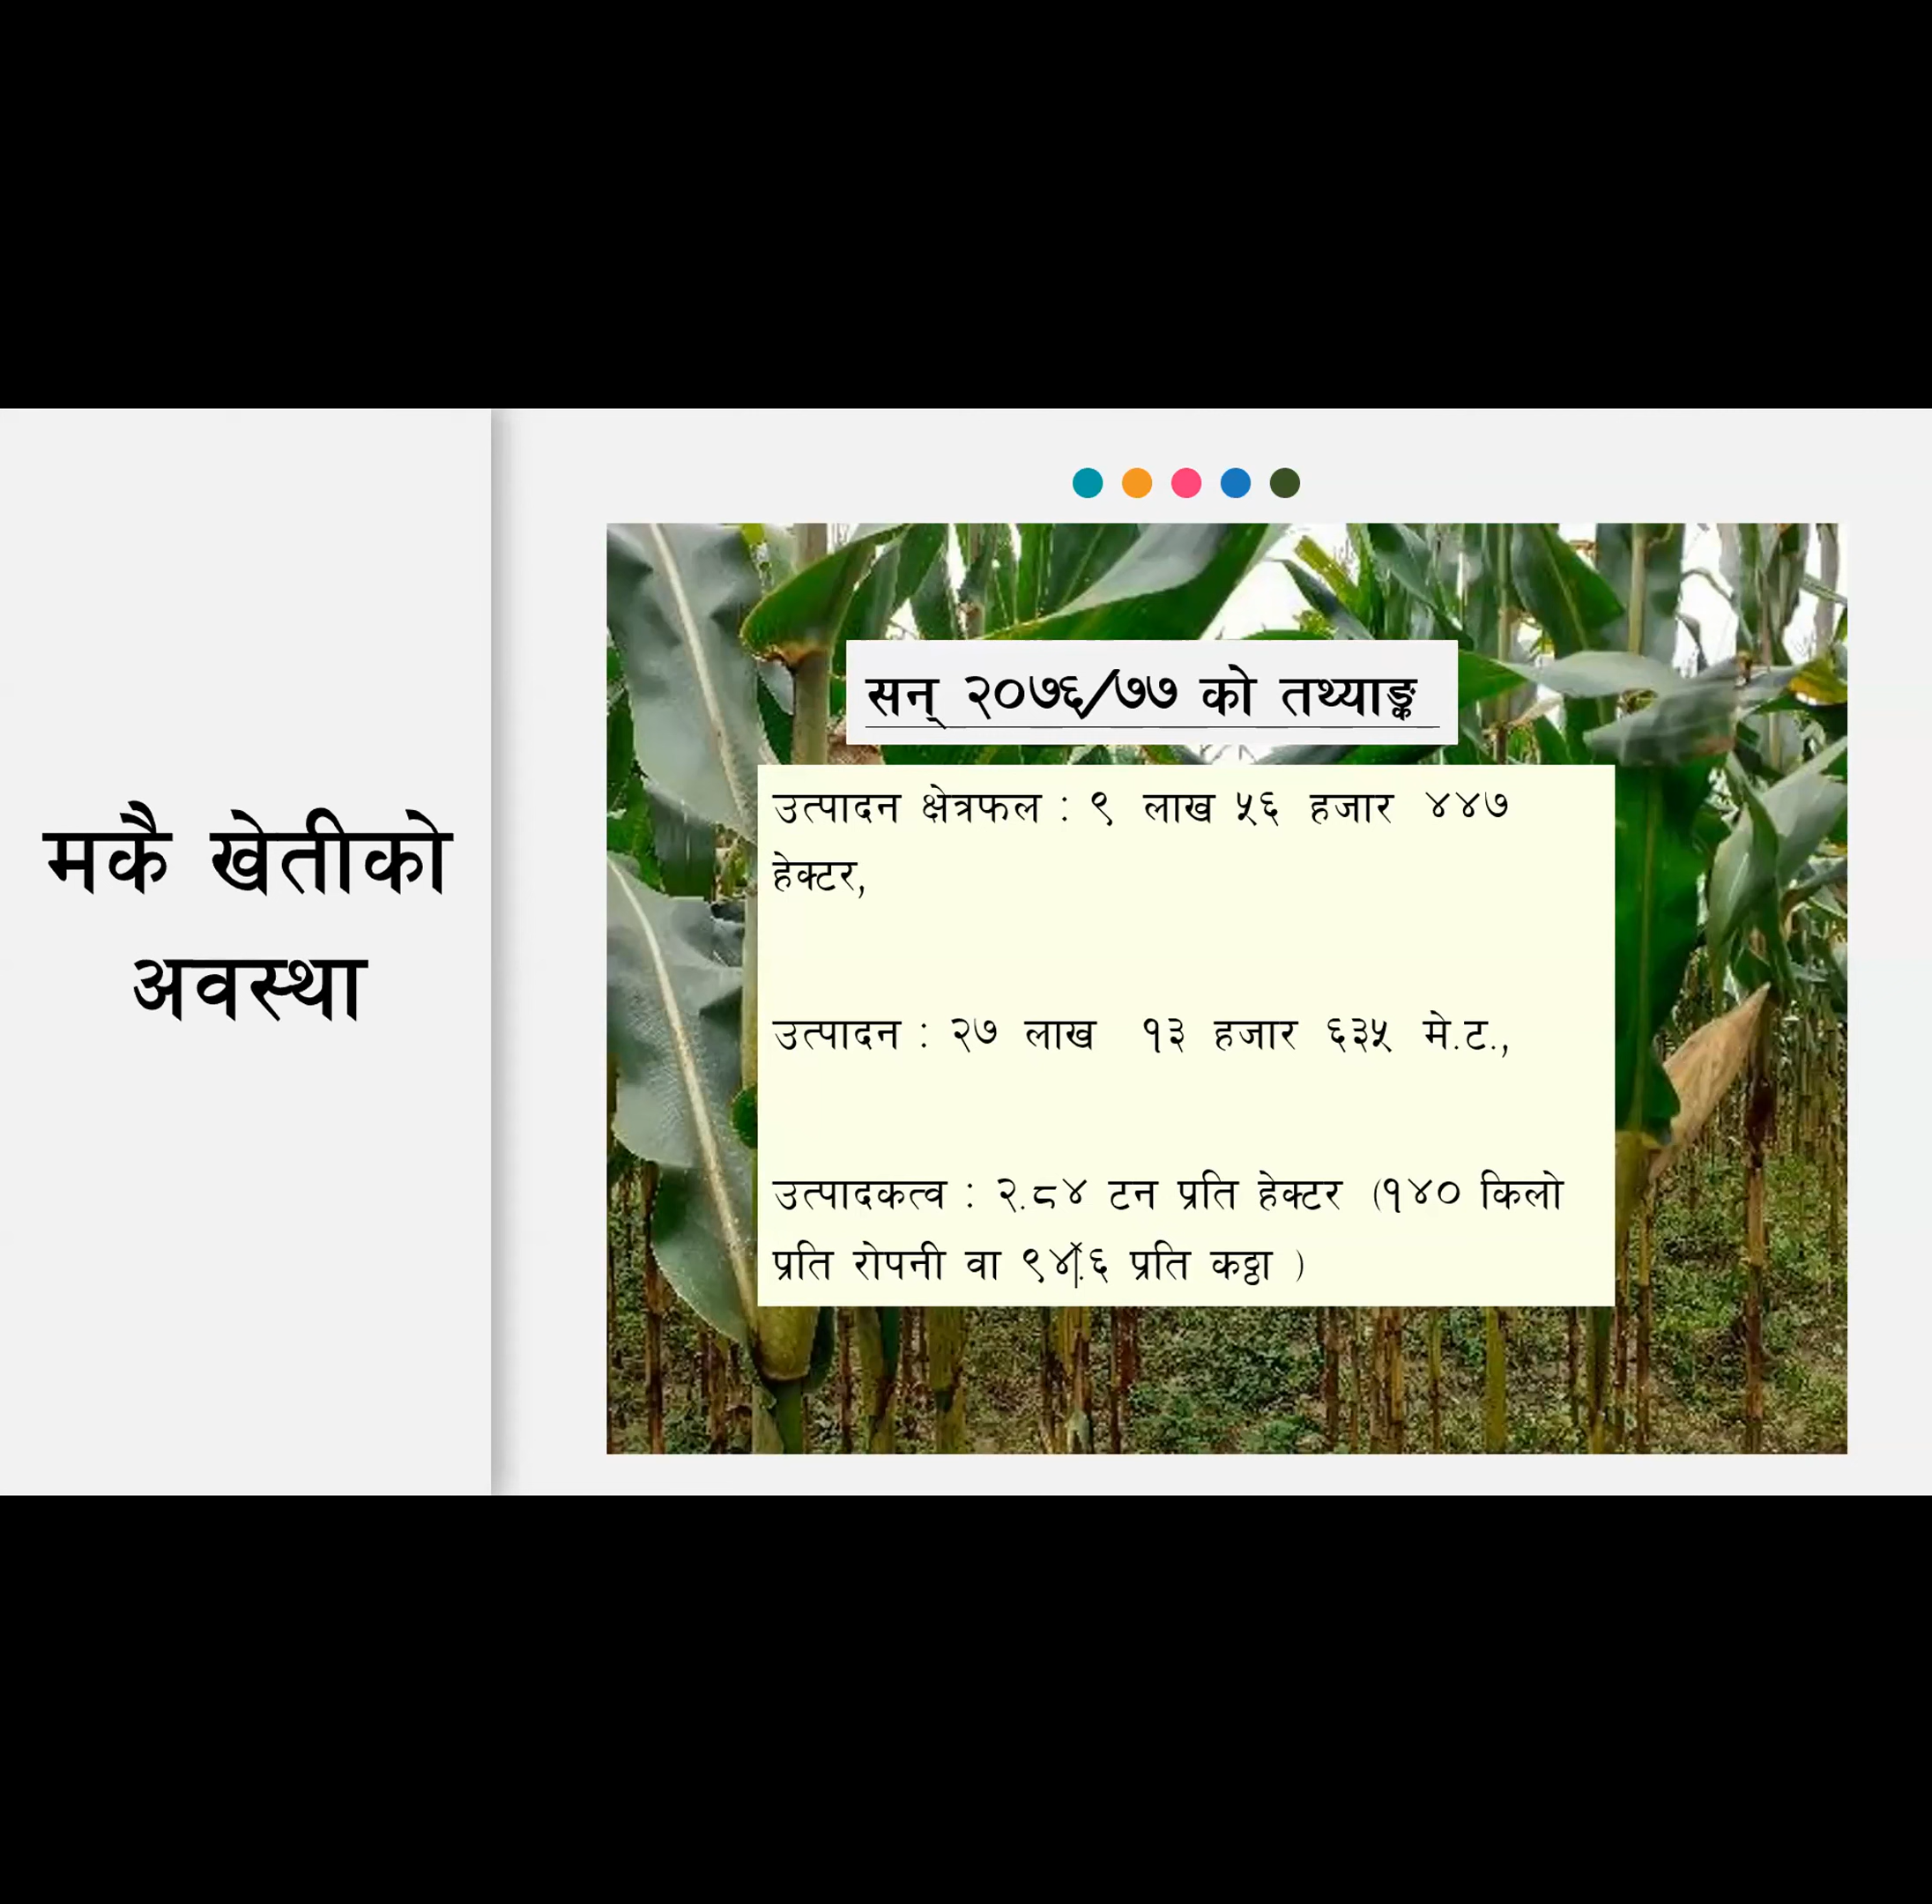 मकै खेतीको
अवस्था
सन् २०७६/७७ को तथ्याङ्क
उत्पादन क्षेत्रफल : ९ लाख ५६ हजार ४४७
हेक्टर,
उत्पादन : २७ लाख १३ हजार ६३५ मे.ट.,
उत्पादकत्व : २.८४ टन प्रति हेक्टर (१४० किलो
प्रति रोपनी वा ९४.६ प्रति कठ्ठा )